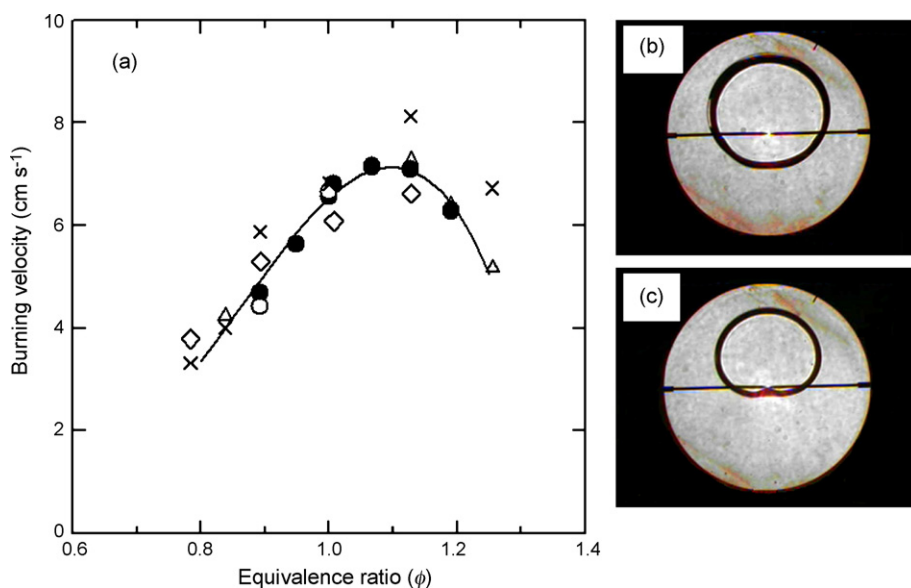 (a)
10
8
6
4
2
0
0.6 0.8 1.0 1.2 1.4
Burning velocity (cm s⁻¹)
Equivalence ratio (ϕ)
(b)
(c)